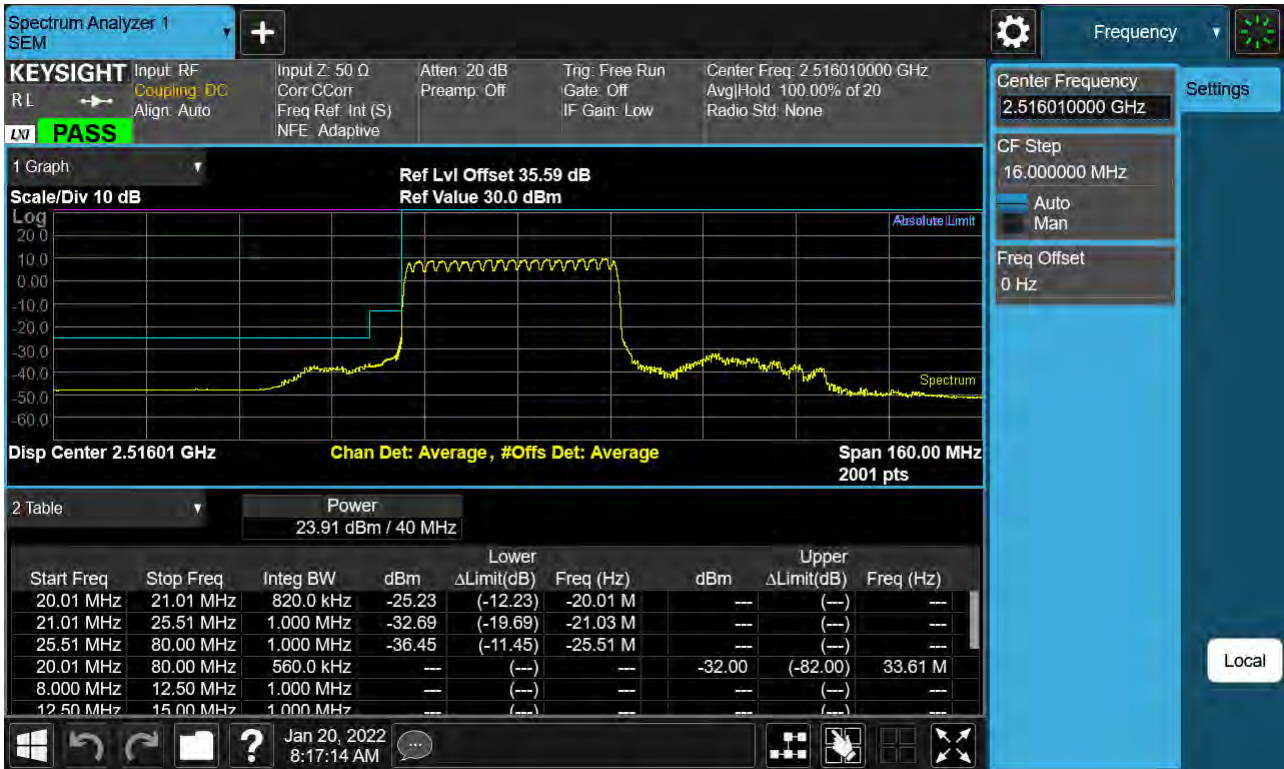 Spectrum Analyzer 1
SEM
Frequency
KEYSIGHT
R L
LXI
PASS
Input: RF
Coupling: DC
Align: Auto
Input Z: 50 Ω
Corr CCorr
Freq Ref: Int (S)
NFE: Adaptive
Atten: 20 dB
Preamp: Off
Trig: Free Run
Gate: Off
IF Gain: Low
Center Freq: 2.516010000 GHz
Avg|Hold: 100.00% of 20
Radio Std: None
Center Frequency
2.516010000 GHz
Settings
CF Step
16.000000 MHz
Auto
Man
Freq Offset
0 Hz
1 Graph
Scale/Div 10 dB
Ref Lvl Offset 35.59 dB
Ref Value 30.0 dBm
Log
20.0
10.0
0.00
-10.0
-20.0
-30.0
-40.0
-50.0
-60.0
Limit
Spectrum
Disp Center 2.51601 GHz
Chan Det: Average, #Offs Det: Average
Span 160.00 MHz
2001 pts
2 Table
Power
23.91 dBm / 40 MHz
Lower Upper
Start Freq Stop Freq Integ BW dBm ΔLimit(dB) Freq (Hz) dBm ΔLimit(dB) Freq (Hz)
20.01 MHz 21.01 MHz 820.0 kHz -25.23 (-12.23) -20.01 M --- (---) ---
21.01 MHz 25.51 MHz 1.000 MHz -32.69 (-19.69) -21.03 M --- (---) ---
25.51 MHz 80.00 MHz 1.000 MHz -36.45 (-11.45) -25.51 M --- (---) ---
20.01 MHz 80.00 MHz 560.0 kHz --- (---) --- -32.00 (-82.00) 33.61 M
8.000 MHz 12.50 MHz 1.000 MHz --- (---) --- --- (---) ---
12.50 MHz 15.00 MHz 1.000 MHz --- (---) --- --- (---) ---
Local
?
Jan 20, 2022
8:17:14 AM